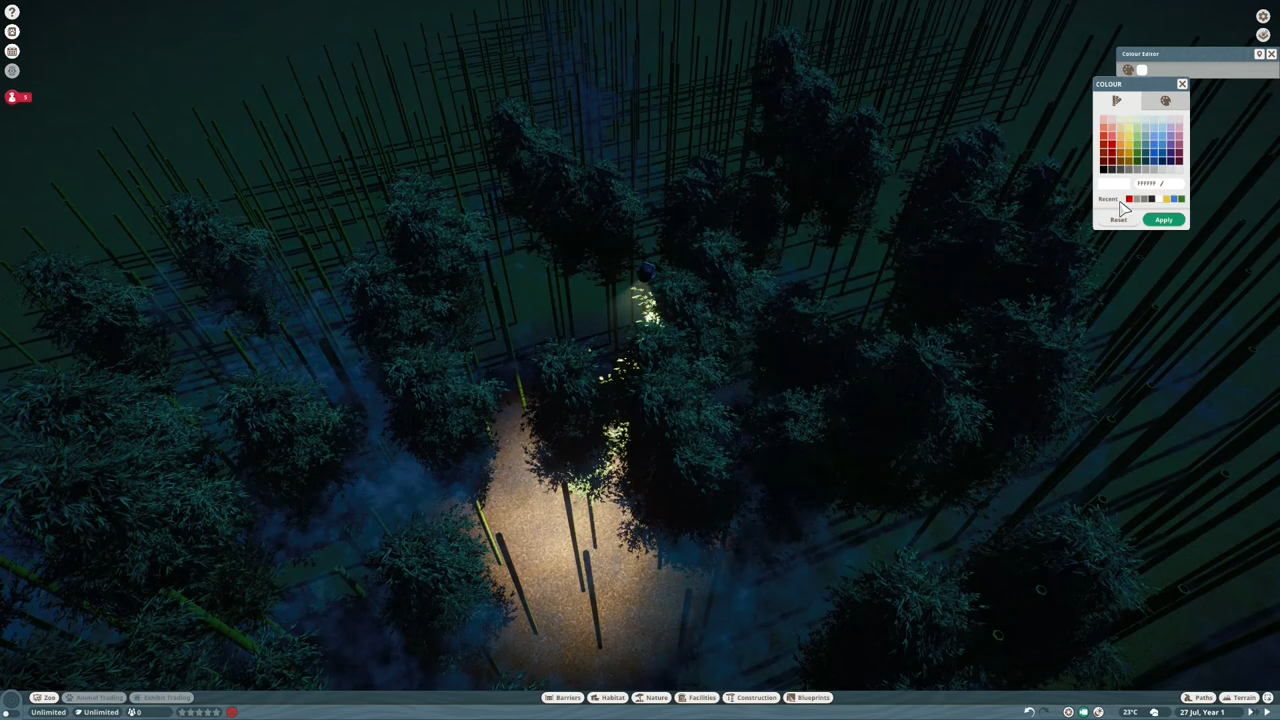 ?
5
Colour Editor
COLOUR
FFFFFF /
Recent
Reset
Apply
Zoo
Animal Trading
Exhibit Trading
Barriers
Habitat
Nature
Facilities
Construction
Blueprints
Paths
Terrain
Unlimited
Unlimited
0
23°C
27 Jul, Year 1